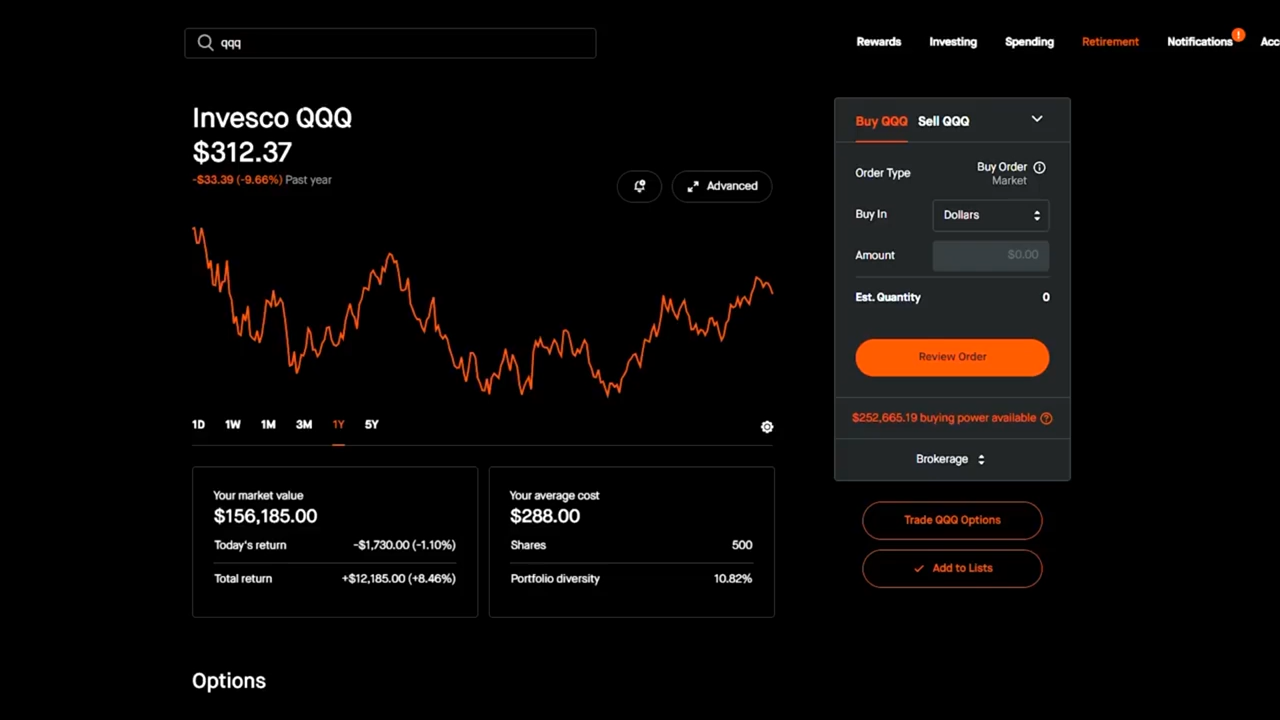 qqq
Rewards Investing Spending Retirement Notifications ! Acc
Invesco QQQ
$312.37
-$33.39 (-9.66%) Past year
Advanced
1D 1W 1M 3M 1Y 5Y
Your market value
$156,185.00
Today's return -$1,730.00 (-1.10%)
Total return +$12,185.00 (+8.46%)
Your average cost
$288.00
Shares 500
Portfolio diversity 10.82%
Options
Buy QQQ Sell QQQ
Order Type Buy Order
Market
Buy In Dollars
Amount $0.00
Est. Quantity 0
Review Order
$252,665.19 buying power available ?
Brokerage
Trade QQQ Options
Add to Lists